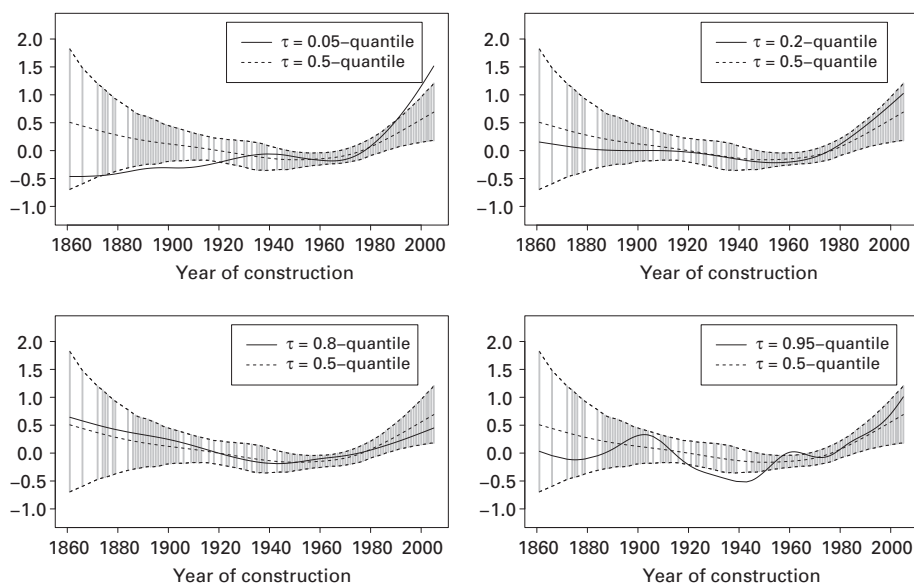 2.0
1.5
1.0
0.5
0.0
−0.5
−1.0
τ = 0.05−quantile
τ = 0.5−quantile
1860 1880 1900 1920 1940 1960 1980 2000
Year of construction
2.0
1.5
1.0
0.5
0.0
−0.5
−1.0
τ = 0.2−quantile
τ = 0.5−quantile
1860 1880 1900 1920 1940 1960 1980 2000
Year of construction
2.0
1.5
1.0
0.5
0.0
−0.5
−1.0
τ = 0.8−quantile
τ = 0.5−quantile
1860 1880 1900 1920 1940 1960 1980 2000
Year of construction
2.0
1.5
1.0
0.5
0.0
−0.5
−1.0
τ = 0.95−quantile
τ = 0.5−quantile
1860 1880 1900 1920 1940 1960 1980 2000
Year of construction